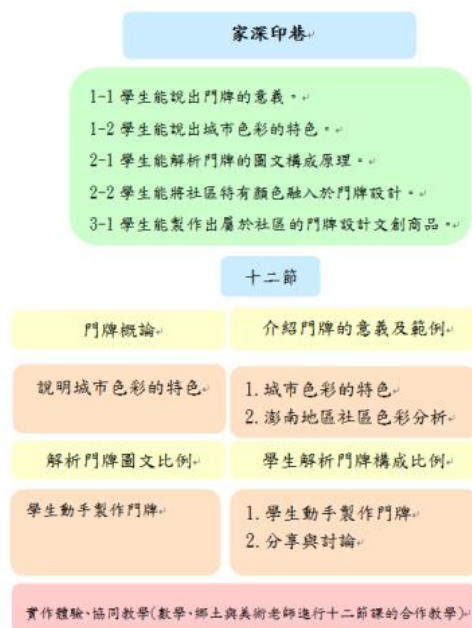 家深印巷
1-1 學生能說出門牌的意義。
1-2 學生能說出城市色彩的特色。
2-1 學生能解析門牌的圖文構成原理。
2-2 學生能將社區特有顏色融入於門牌設計。
3-1 學生能製作出屬於社區的門牌設計文創商品。
十二節
門牌概論
介紹門牌的意義及範例
說明城市色彩的特色
1. 城市色彩的特色
2. 澎南地區社區色彩分析
解析門牌圖文比例
學生解析門牌構成比例
學生動手製作門牌
1. 學生動手製作門牌
2. 分享與討論
實作體驗、協同教學(數學、鄉土與美術老師進行十二節課的合作教學)